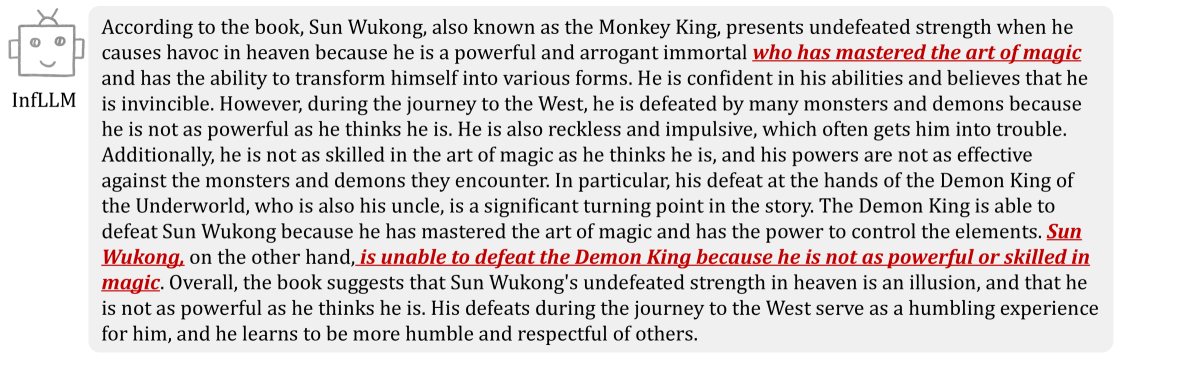 According to the book, Sun Wukong, also known as the Monkey King, presents undefeated strength when he
causes havoc in heaven because he is a powerful and arrogant immortal who has mastered the art of magic
and has the ability to transform himself into various forms. He is confident in his abilities and believes that he
InfLLM
is invincible. However, during the journey to the West, he is defeated by many monsters and demons because
he is not as powerful as he thinks he is. He is also reckless and impulsive, which often gets him into trouble.
Additionally, he is not as skilled in the art of magic as he thinks he is, and his powers are not as effective
against the monsters and demons they encounter. In particular, his defeat at the hands of the Demon King of
the Underworld, who is also his uncle, is a significant turning point in the story. The Demon King is able to
defeat Sun Wukong because he has mastered the art of magic and has the power to control the elements. Sun
Wukong, on the other hand, is unable to defeat the Demon King because he is not as powerful or skilled in
magic. Overall, the book suggests that Sun Wukong's undefeated strength in heaven is an illusion, and that he
is not as powerful as he thinks he is. His defeats during the journey to the West serve as a humbling experience
for him, and he learns to be more humble and respectful of others.